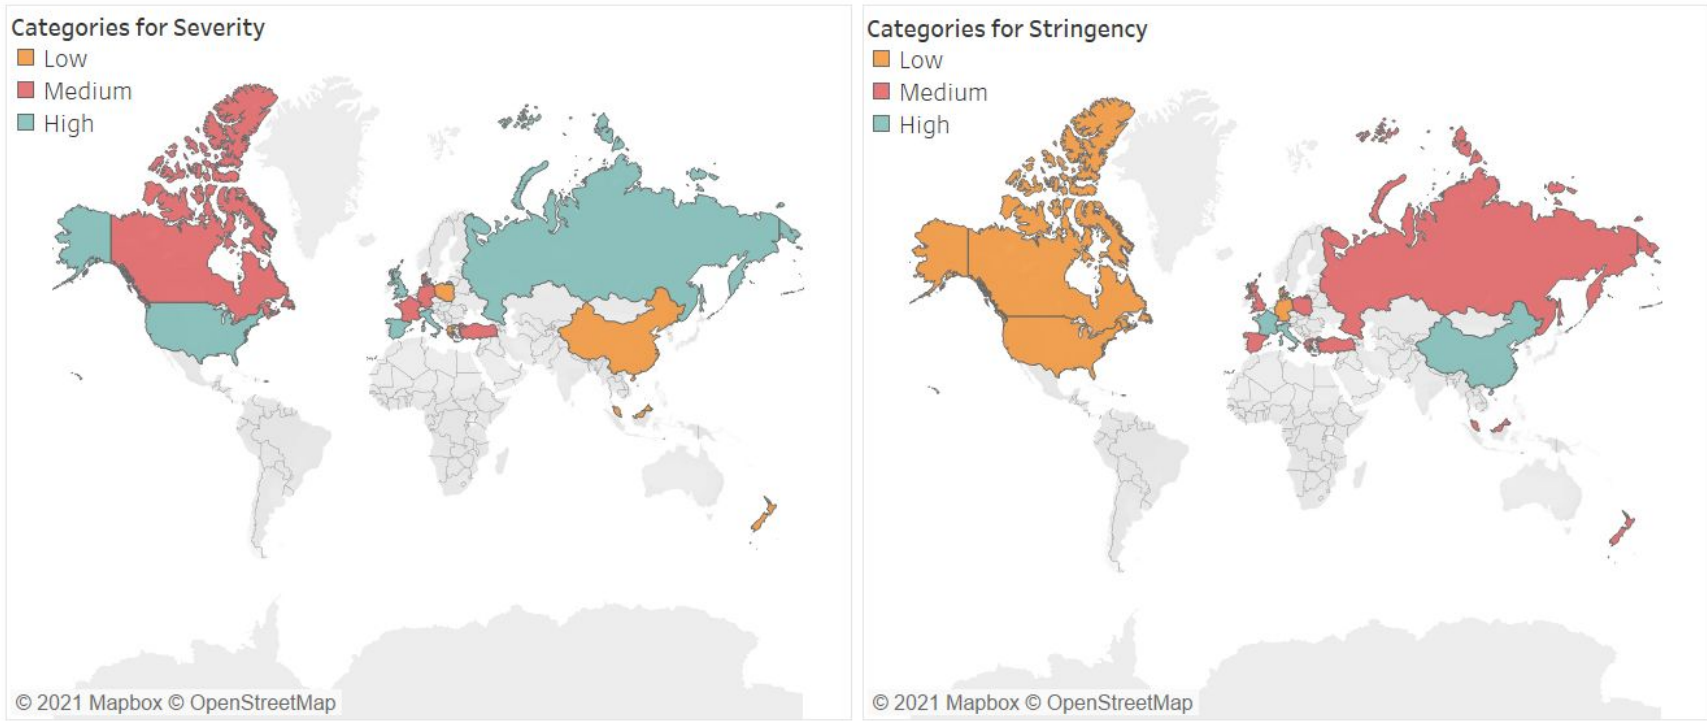 Categories for Severity
Low
Medium
High
© 2021 Mapbox © OpenStreetMap
Categories for Stringency
Low
Medium
High
© 2021 Mapbox © OpenStreetMap